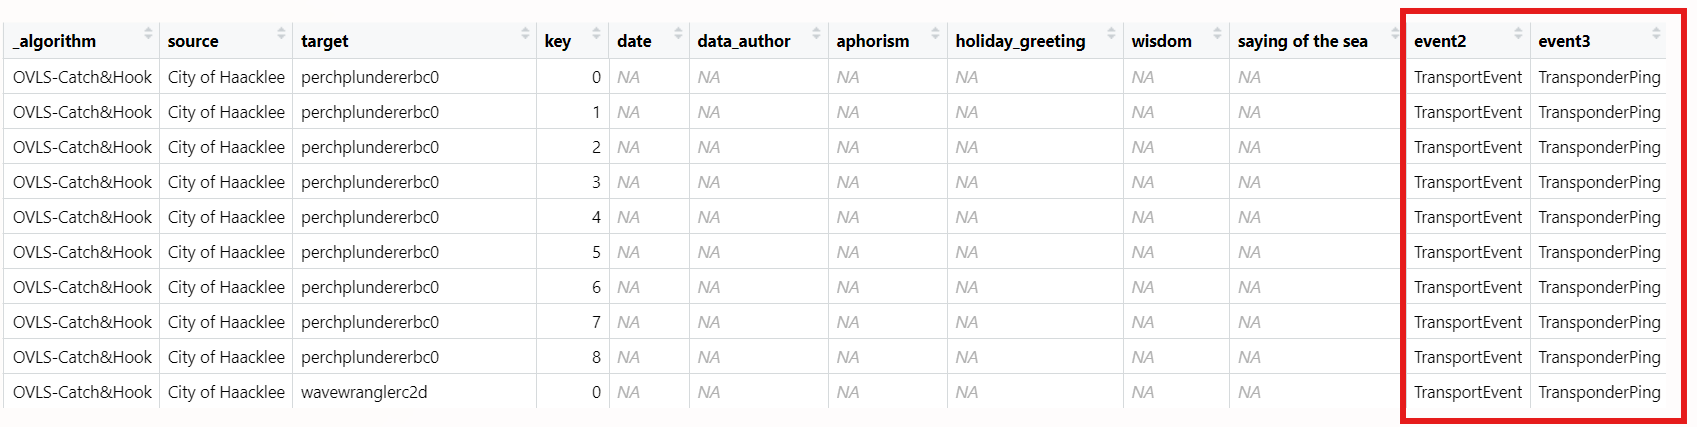 _algorithm source target key date data_author aphorism holiday_greeting wisdom saying of the sea event2 event3
OVLS-Catch&Hook City of Haacklee perchplundererbc0 0 NA NA NA NA NA NA TransportEvent TransponderPing
OVLS-Catch&Hook City of Haacklee perchplundererbc0 1 NA NA NA NA NA NA TransportEvent TransponderPing
OVLS-Catch&Hook City of Haacklee perchplundererbc0 2 NA NA NA NA NA NA TransportEvent TransponderPing
OVLS-Catch&Hook City of Haacklee perchplundererbc0 3 NA NA NA NA NA NA TransportEvent TransponderPing
OVLS-Catch&Hook City of Haacklee perchplundererbc0 4 NA NA NA NA NA NA TransportEvent TransponderPing
OVLS-Catch&Hook City of Haacklee perchplundererbc0 5 NA NA NA NA NA NA TransportEvent TransponderPing
OVLS-Catch&Hook City of Haacklee perchplundererbc0 6 NA NA NA NA NA NA TransportEvent TransponderPing
OVLS-Catch&Hook City of Haacklee perchplundererbc0 7 NA NA NA NA NA NA TransportEvent TransponderPing
OVLS-Catch&Hook City of Haacklee perchplundererbc0 8 NA NA NA NA NA NA TransportEvent TransponderPing
OVLS-Catch&Hook City of Haacklee wavewranglerc2d 0 NA NA NA NA NA NA TransportEvent TransponderPing